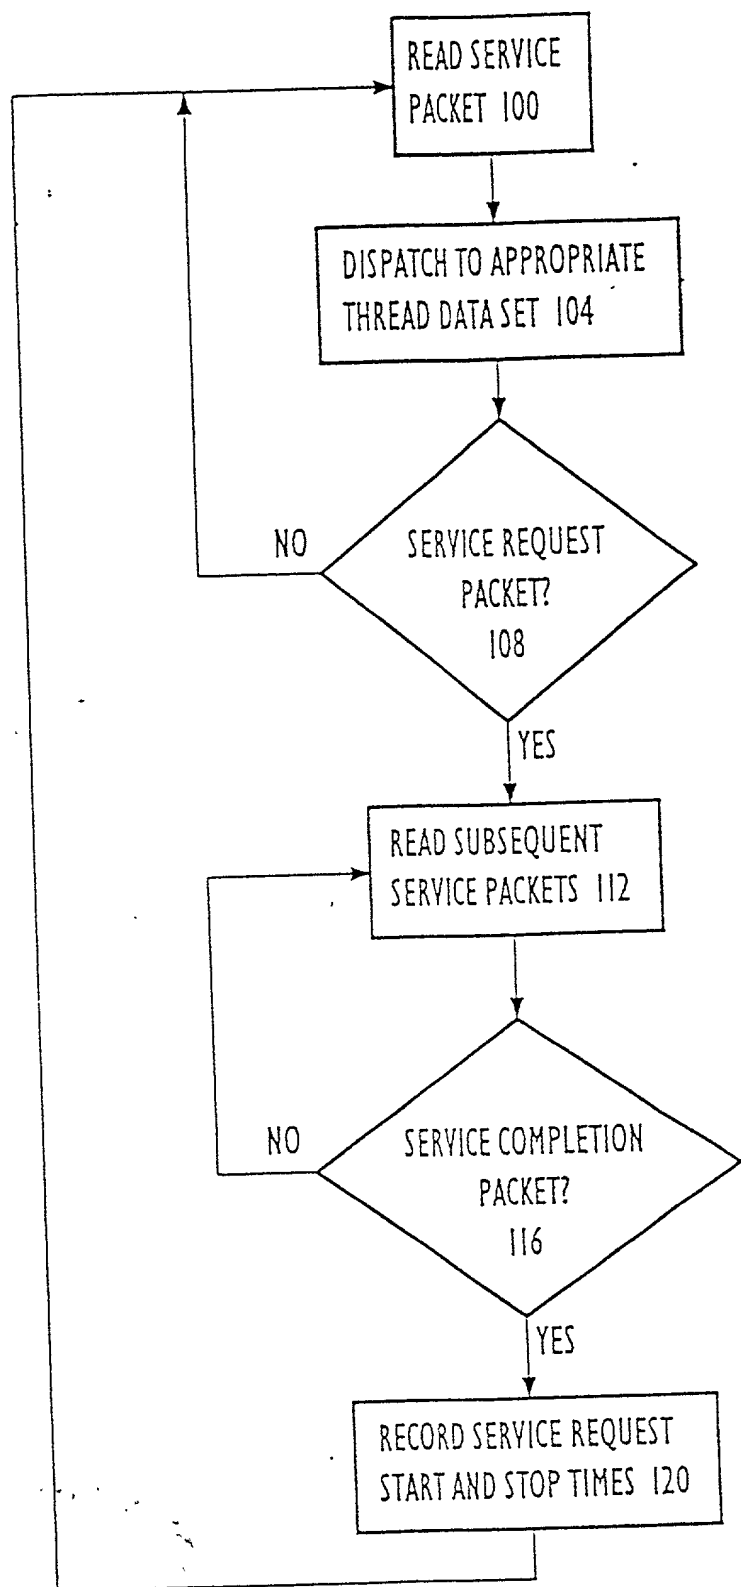 READ SERVICE
PACKET 100
DISPATCH TO APPROPRIATE
THREAD DATA SET 104
NO
SERVICE REQUEST
PACKET?
108
YES
READ SUBSEQUENT
SERVICE PACKETS 112
NO
SERVICE COMPLETION
PACKET?
116
YES
RECORD SERVICE REQUEST
START AND STOP TIMES 120